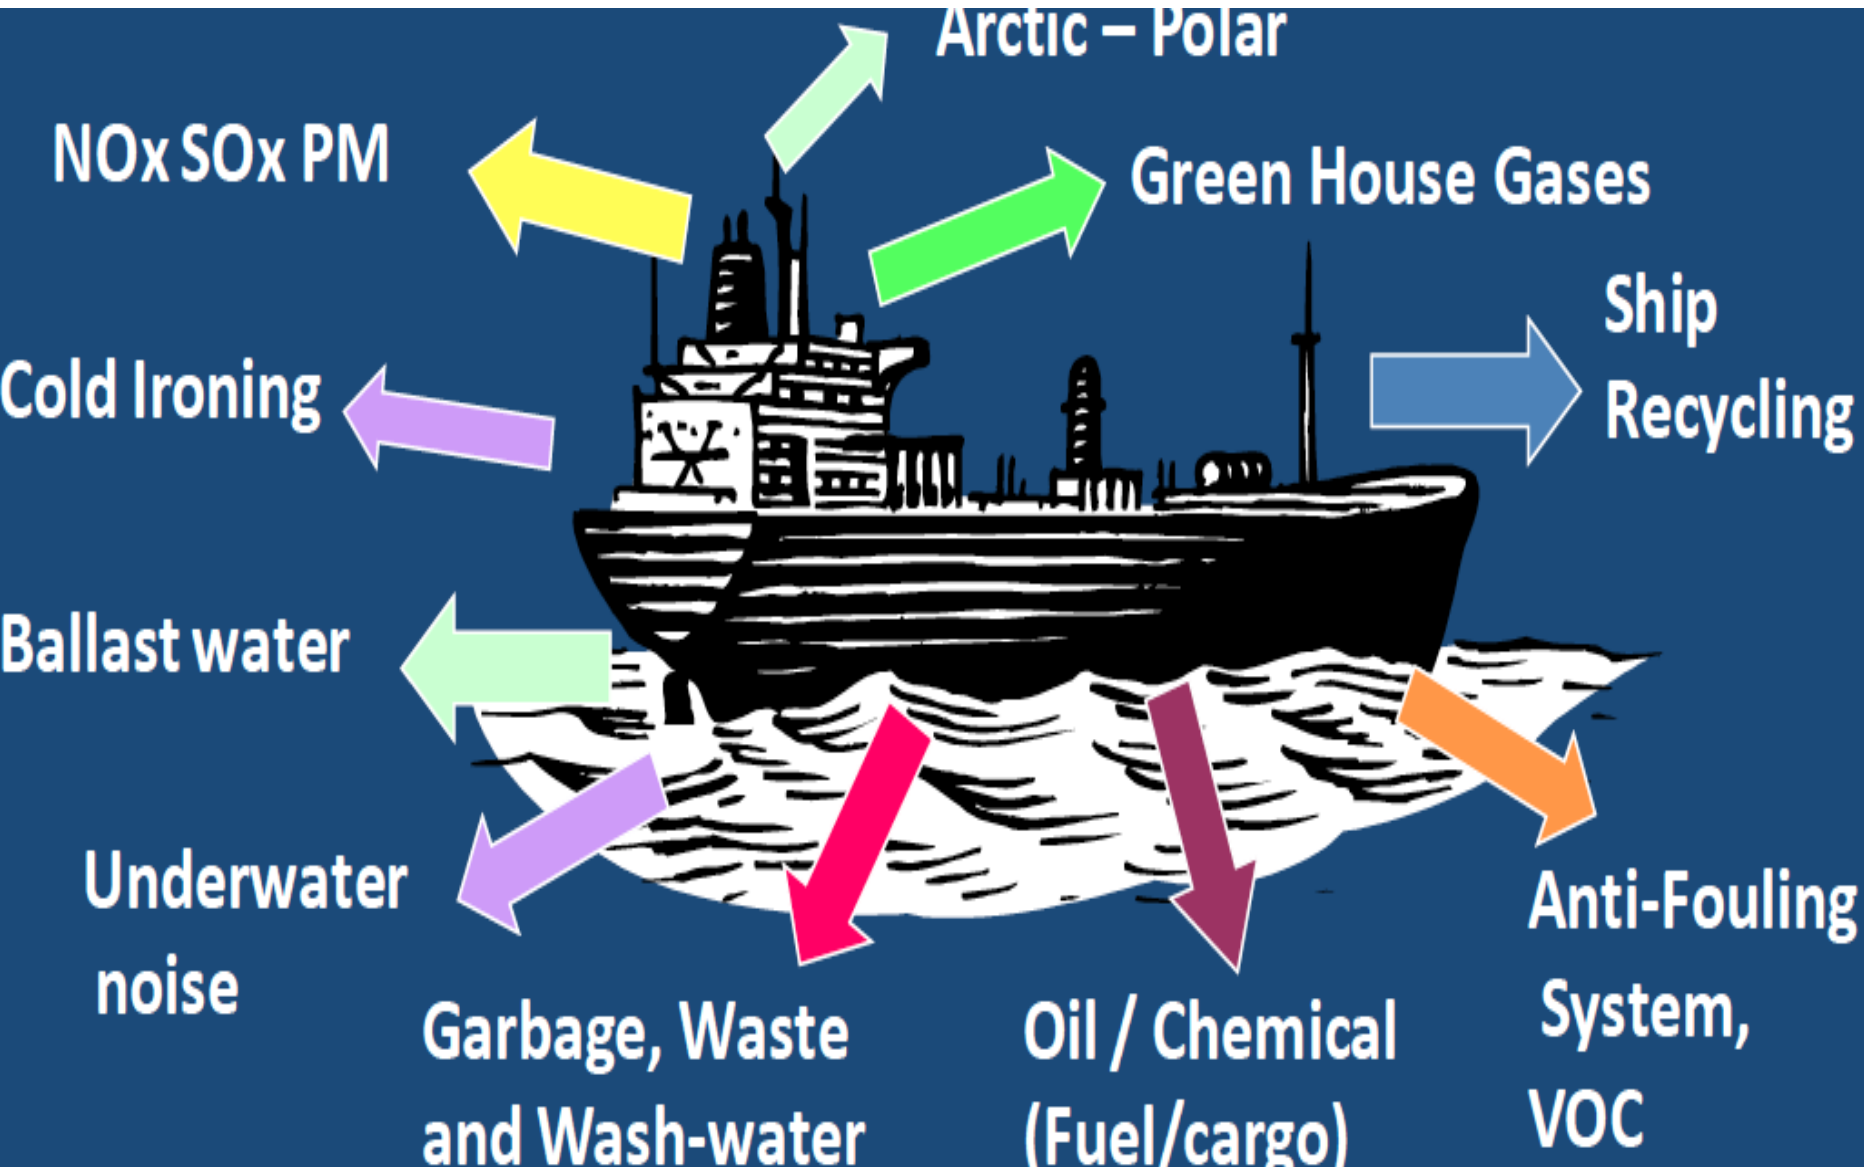 Arctic – Polar
NOx SOx PM
Green House Gases
Ship
Recycling
Cold Ironing
Ballast water
Underwater
noise
Garbage, Waste
and Wash-water
Oil / Chemical
(Fuel/cargo)
Anti-Fouling
System,
VOC